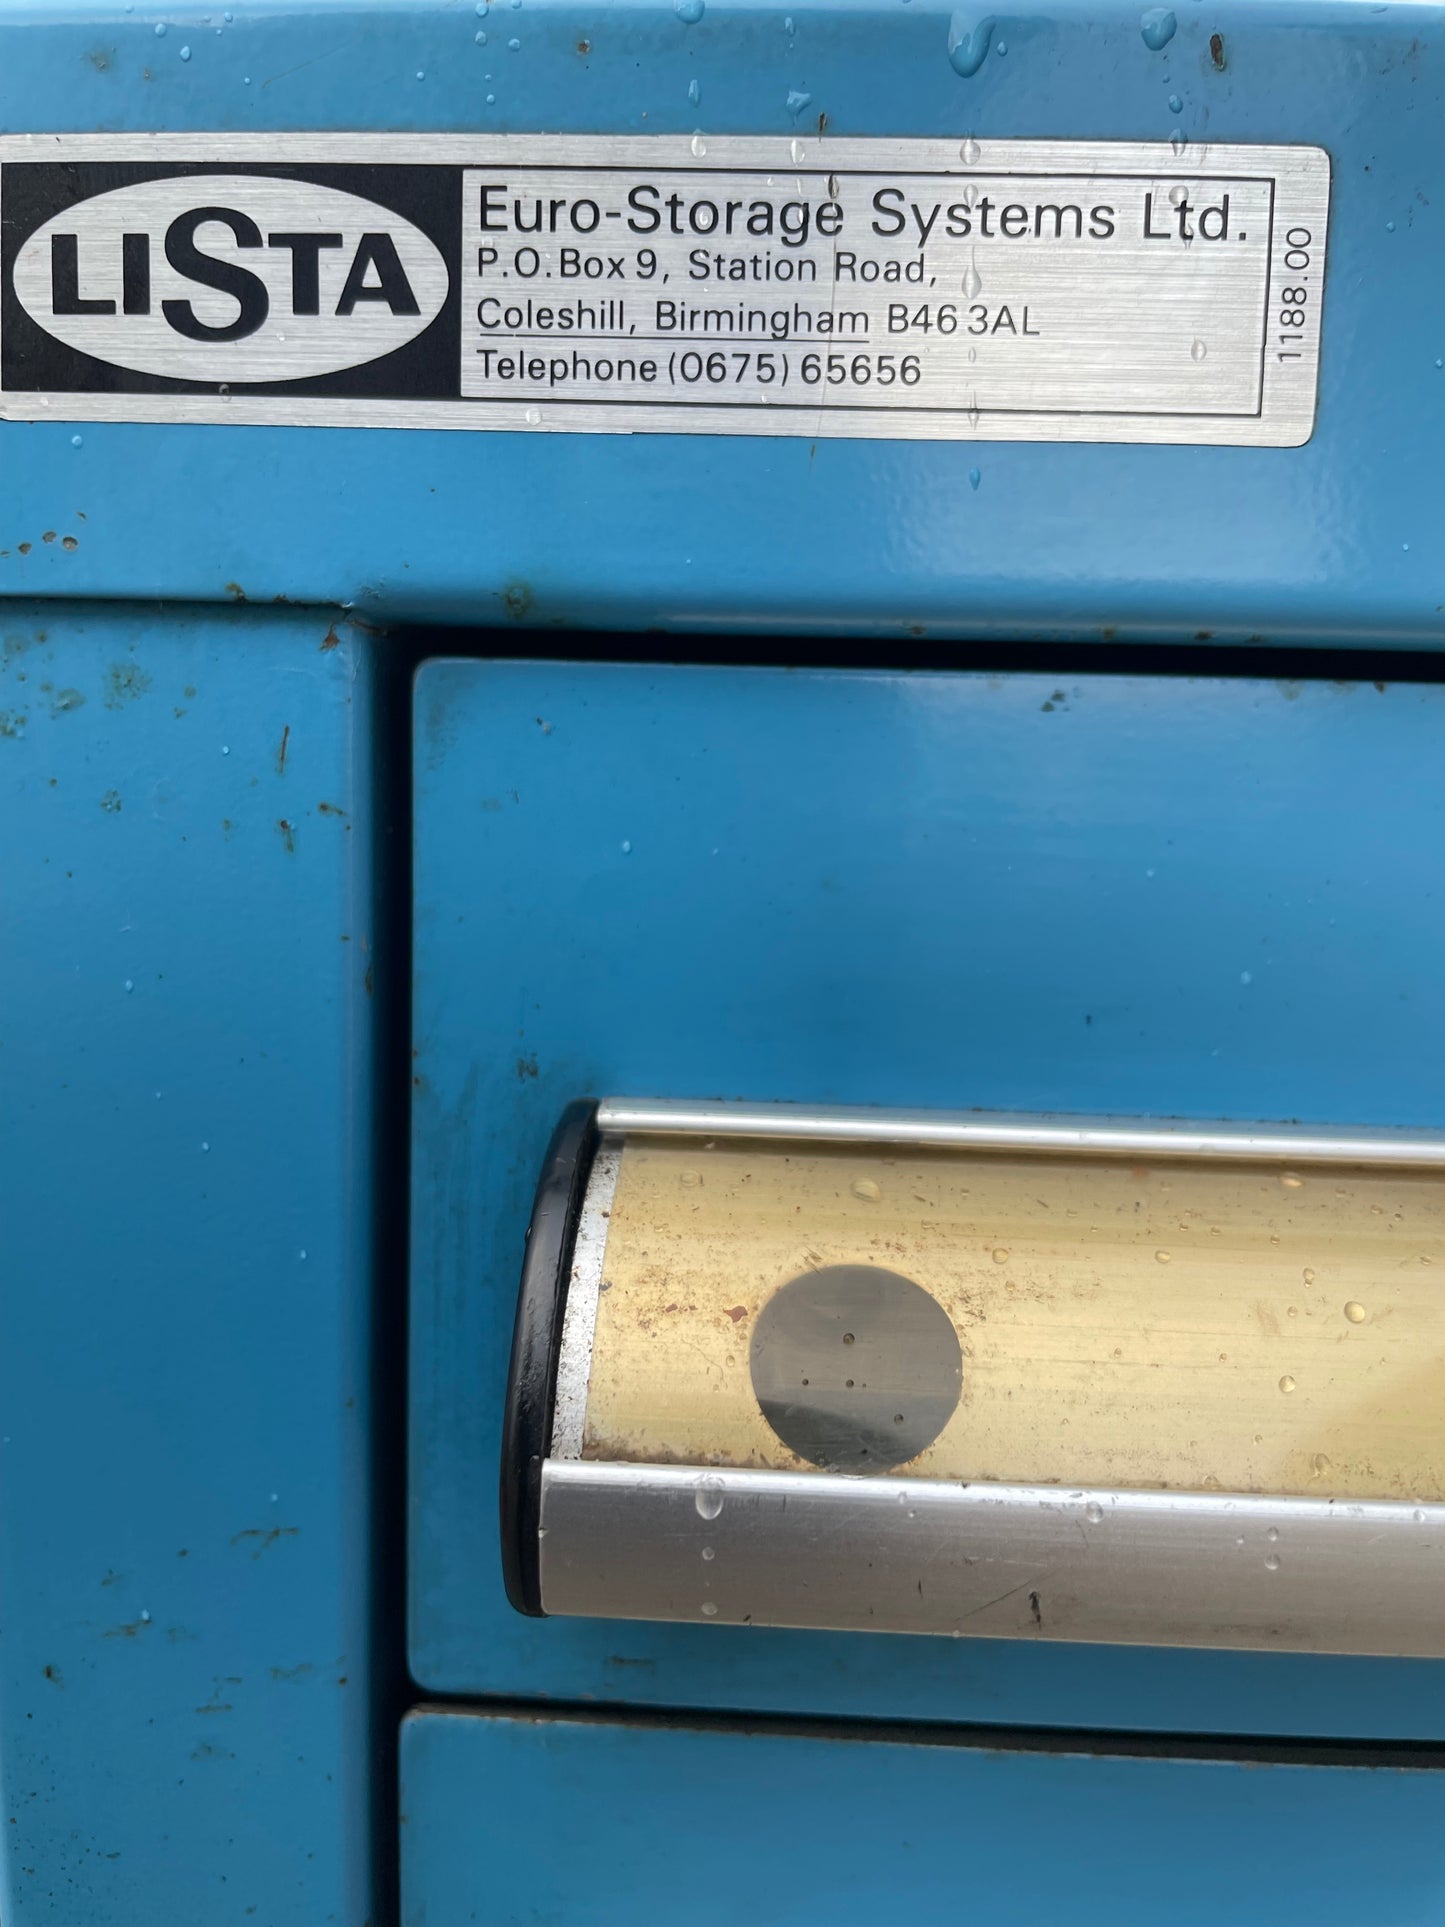 LISTA
Euro-Storage Systems Ltd.
P.O.Box 9, Station Road,
Coleshill, Birmingham B46 3AL
Telephone (0675) 65656
1188.00